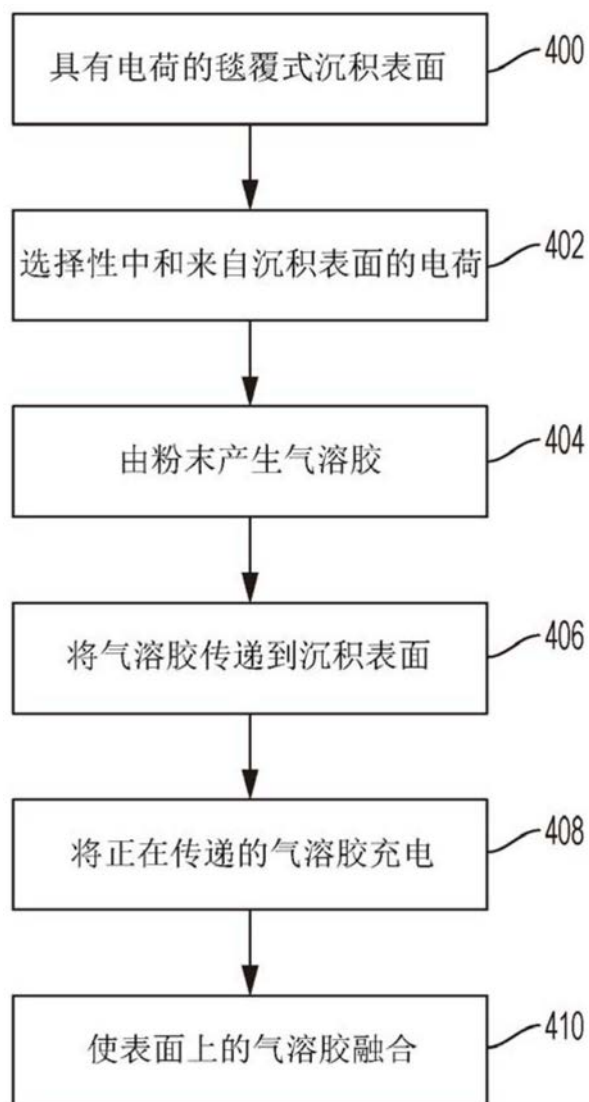 具有电荷的毯覆式沉积表面
400
选择性中和来自沉积表面的电荷
402
由粉末产生气溶胶
404
将气溶胶传递到沉积表面
406
将正在传递的气溶胶充电
408
使表面上的气溶胶融合
410